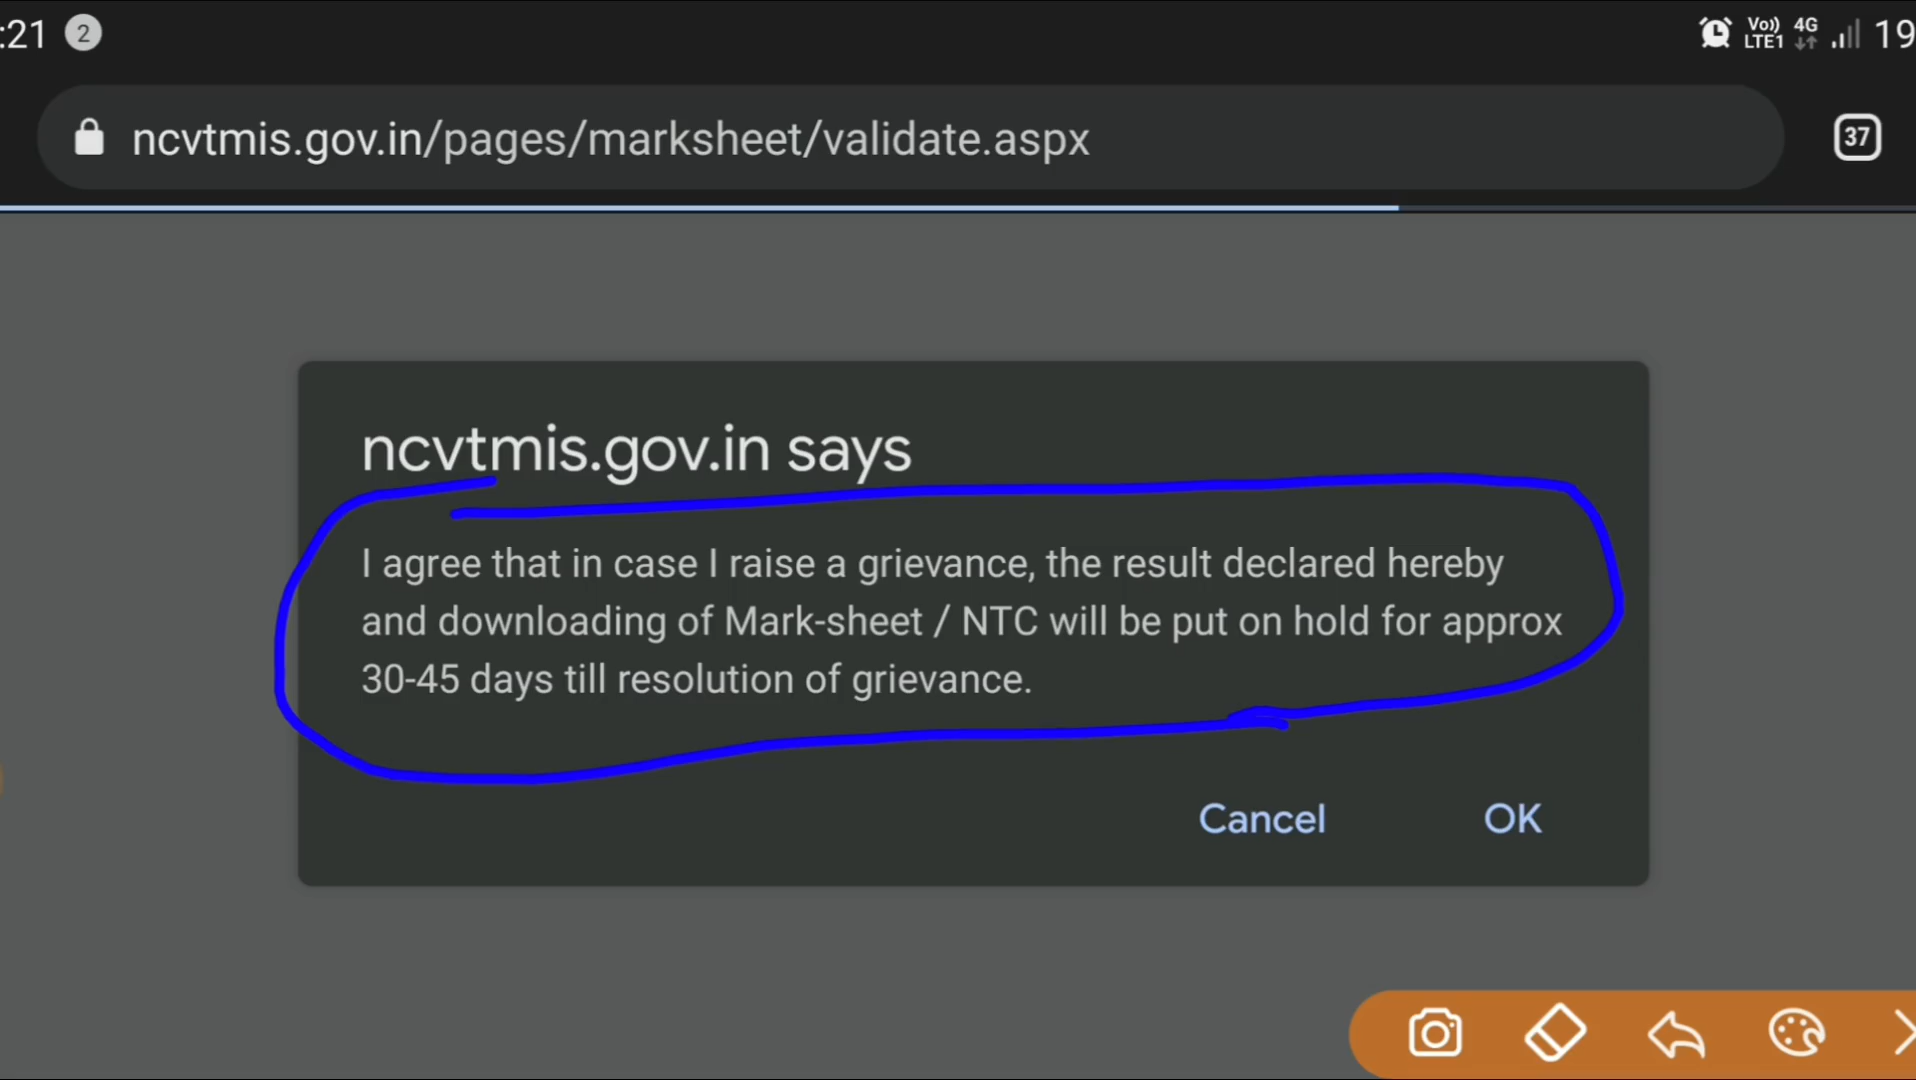 :21 2 Vo)) LTE1 4G 19
ncvtmis.gov.in/pages/marksheet/validate.aspx 37
ncvtmis.gov.in says
I agree that in case I raise a grievance, the result declared hereby
and downloading of Mark-sheet / NTC will be put on hold for approx
30-45 days till resolution of grievance.
Cancel OK